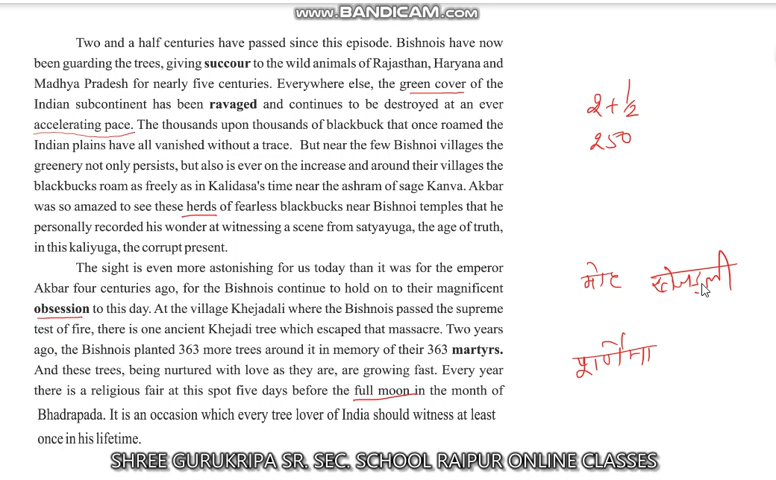 www.BANDICAM.com
Two and a half centuries have passed since this episode. Bishnois have now
been guarding the trees, giving succour to the wild animals of Rajasthan, Haryana and
Madhya Pradesh for nearly five centuries. Everywhere else, the green cover of the
Indian subcontinent has been ravaged and continues to be destroyed at an ever
accelerating pace. The thousands upon thousands of blackbuck that once roamed the
Indian plains have all vanished without a trace. But near the few Bishnoi villages the
greenery not only persists, but also is ever on the increase and around their villages the
blackbucks roam as freely as in Kalidasa's time near the ashram of sage Kanva. Akbar
was so amazed to see these herds of fearless blackbucks near Bishnoi temples that he
personally recorded his wonder at witnessing a scene from satyayuga, the age of truth,
in this kaliyuga, the corrupt present.
The sight is even more astonishing for us today than it was for the emperor
Akbar four centuries ago, for the Bishnois continue to hold on to their magnificent
obsession to this day. At the village Khejadali where the Bishnois passed the supreme
test of fire, there is one ancient Khejadi tree which escaped that massacre. Two years
ago, the Bishnois planted 363 more trees around it in memory of their 363 martyrs.
And these trees, being nurtured with love as they are, are growing fast. Every year
there is a religious fair at this spot five days before the full moon in the month of
Bhadrapada. It is an occasion which every tree lover of India should witness at least
once in his lifetime.
2 + 1/2
250
पूर्णिमा
SHREE GURUKRIPA SR. SEC. SCHOOL RAIPUR ONLINE CLASSES